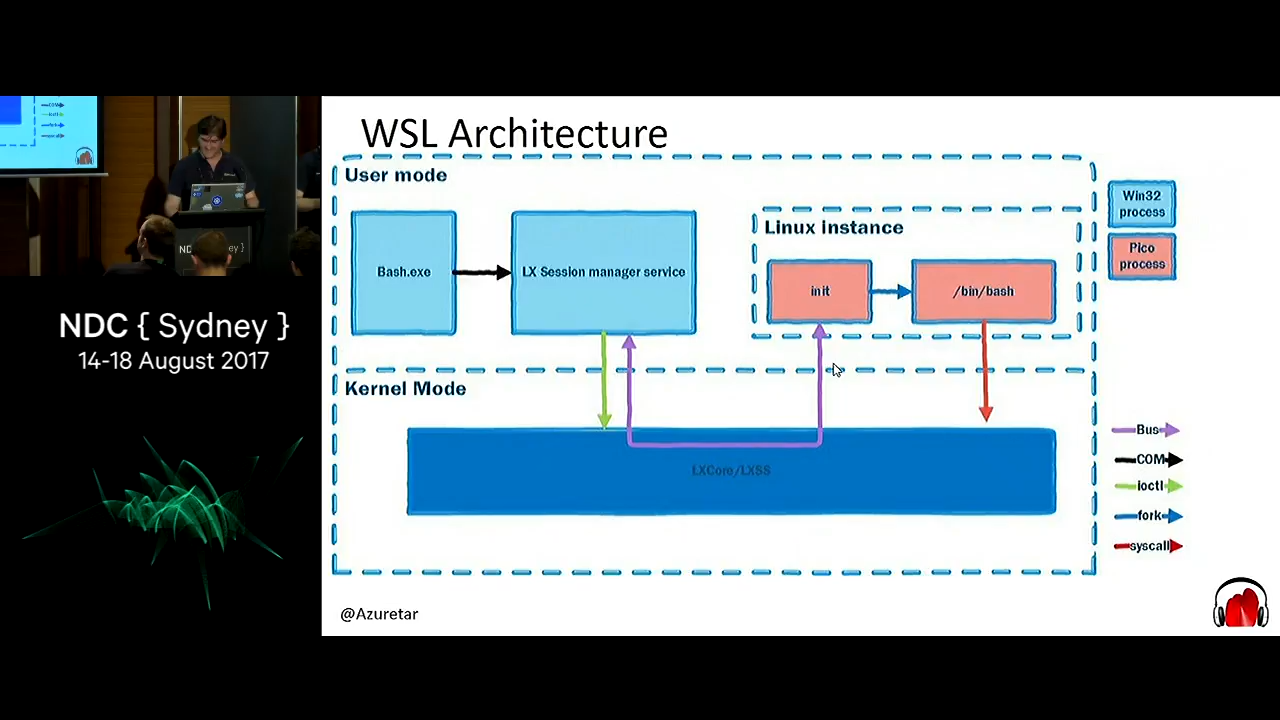 WSL Architecture
User mode
Bash.exe
LX Session manager service
Linux instance
init
/bin/bash
Win32
process
Pico
process
Kernel Mode
LXCore/LXSS
Bus
COM
ioctl
fork
syscall
@Azuretar
NDC { Sydney }
14-18 August 2017